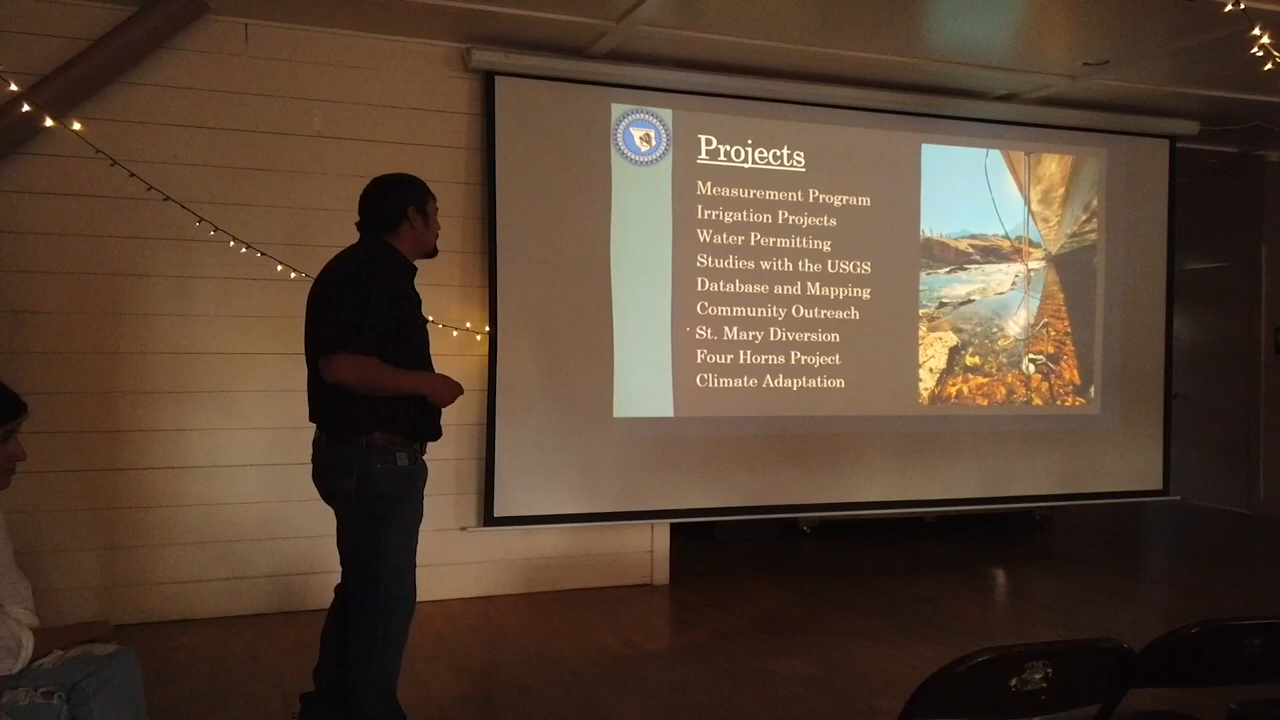 Projects
Measurement Program
Irrigation Projects
Water Permitting
Studies with the USGS
Database and Mapping
Community Outreach
St. Mary Diversion
Four Horns Project
Climate Adaptation